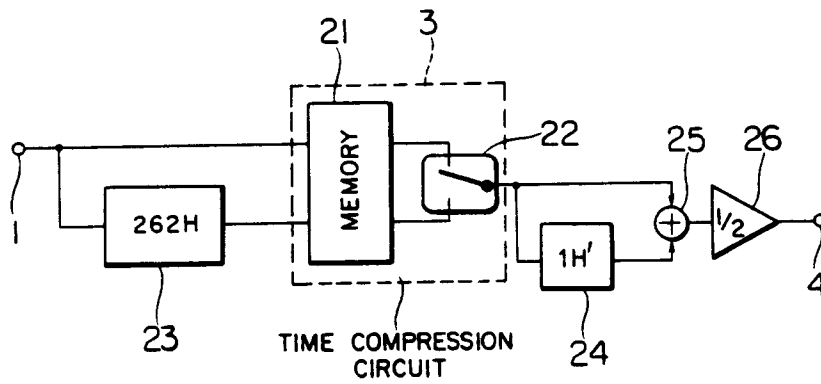 21
3
22
25
26
1
262H
MEMORY
1/2
4
23
1H'
24
TIME COMPRESSION
CIRCUIT